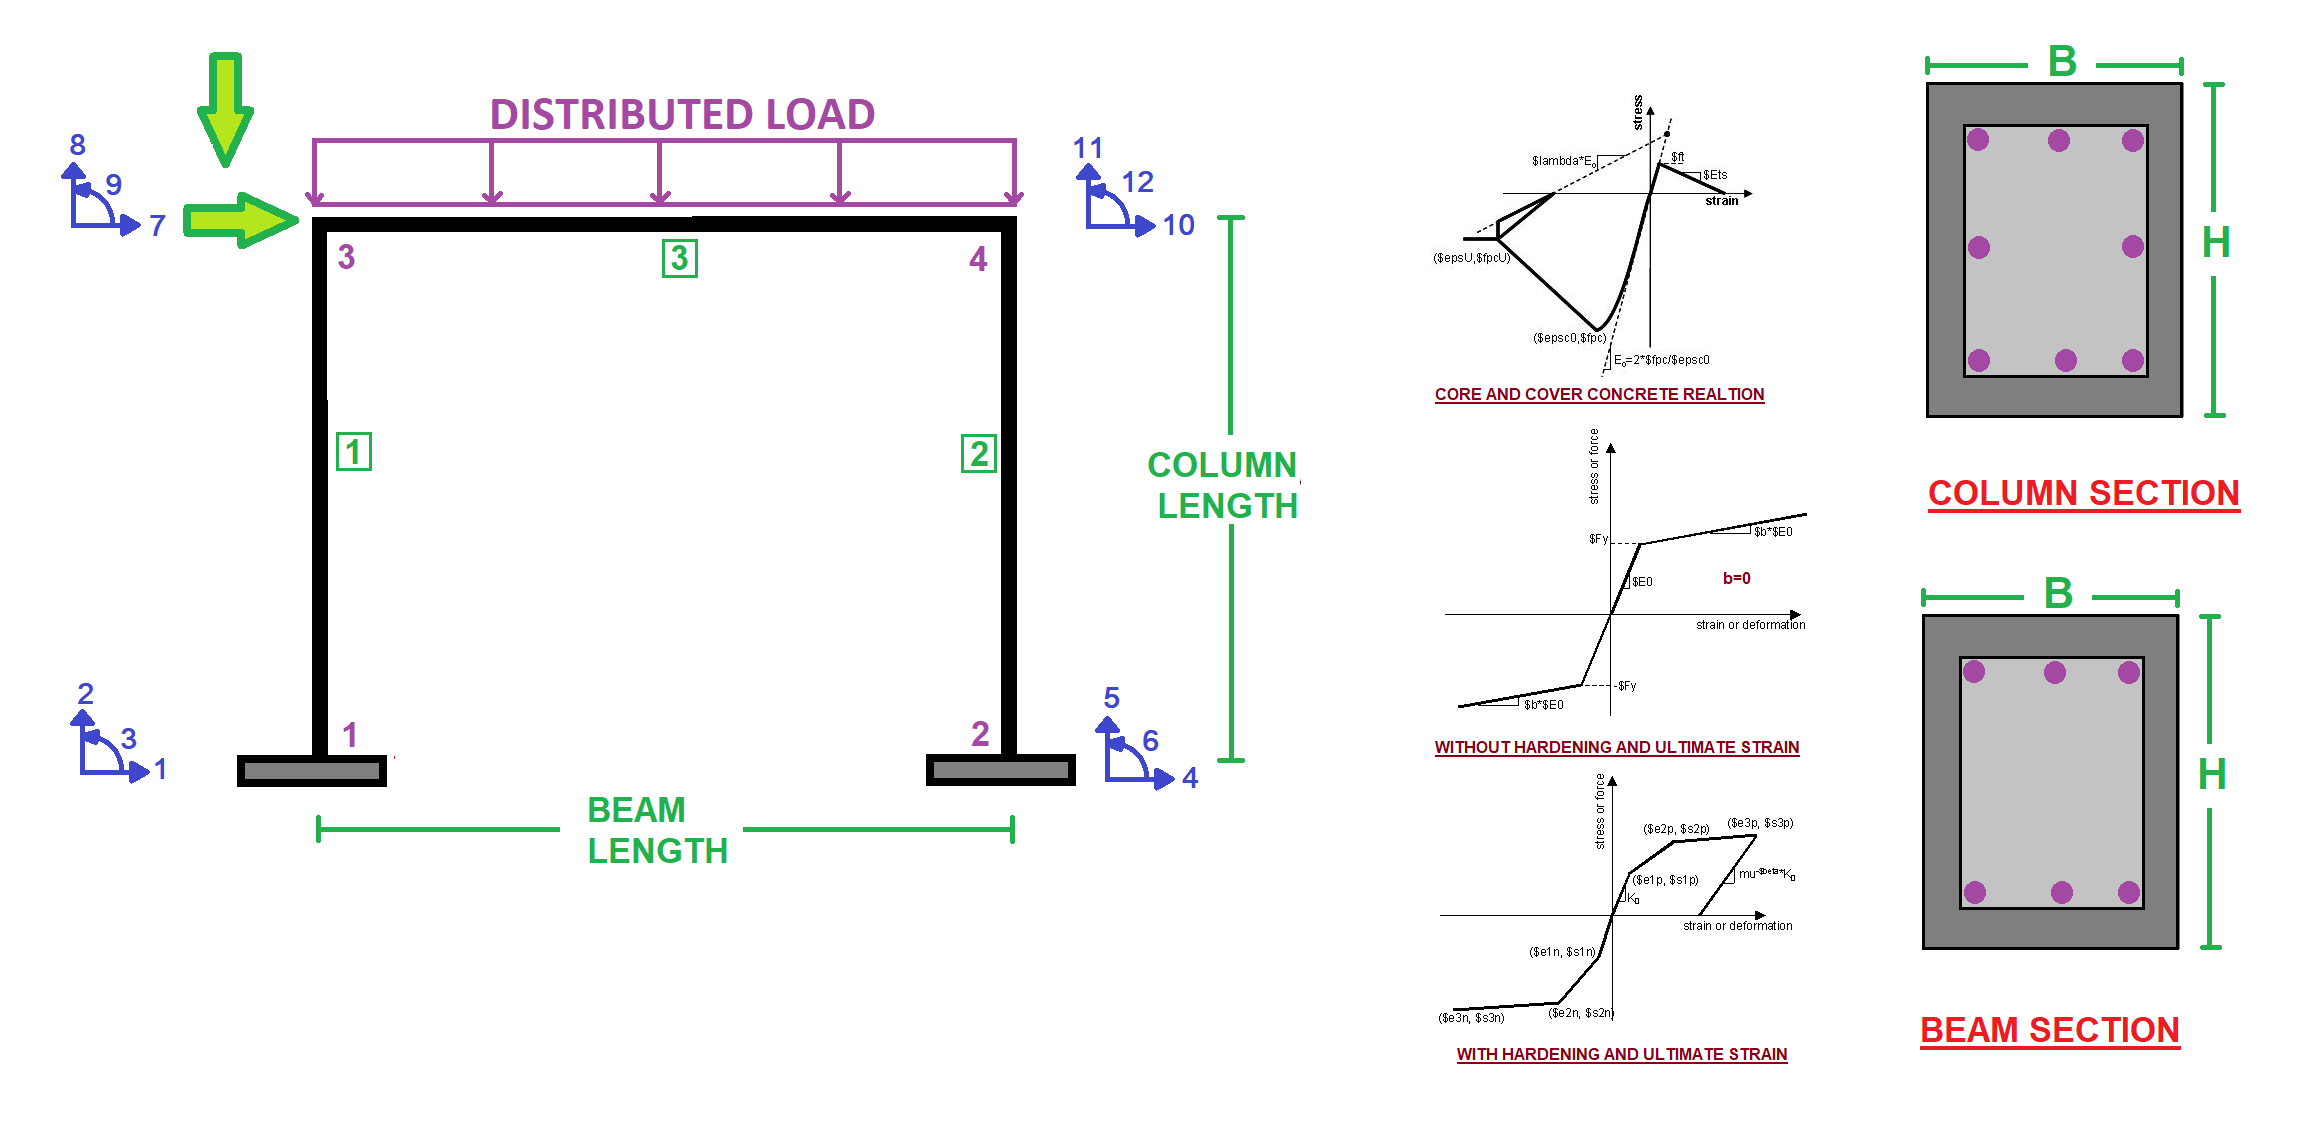 DISTRIBUTED LOAD
8
9
7
11
12
10
3
3
4
1
2
COLUMN
LENGTH
2
3
1
1
2
5
6
4
BEAM
LENGTH
stress
$lambda*E₀
$ft
$Ets
strain
($epsU,$fpcU)
($epsc0,$fpc)
E₀=2*$fpc/$epsc0
CORE AND COVER CONCRETE REALTION
stress or force
$Fy
$b*$E0
$E0
b=0
strain or deformation
-$Fy
$b*$E0
WITHOUT HARDENING AND ULTIMATE STRAIN
stress or force
($e2p, $s2p)
($e3p, $s3p)
($e1p, $s1p)
mu-$beta*K0
K0
strain or deformation
($e1n, $s1n)
($e2n, $s2n)
($e3n, $s3n)
WITH HARDENING AND ULTIMATE STRAIN
B
H
COLUMN SECTION
B
H
BEAM SECTION